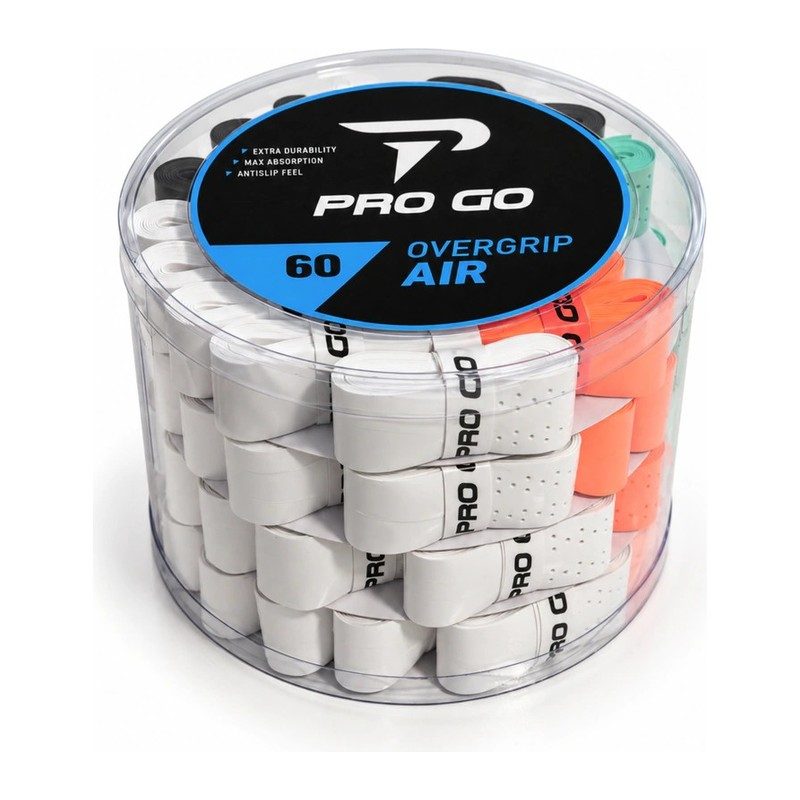 EXTRA DURABILITY
MAX ABSORPTION
ANTISLIP FEEL
PRO GO
60
OVERGRIP
AIR
GO
PRO GO
PRO GO
PRO GO
PRO GO